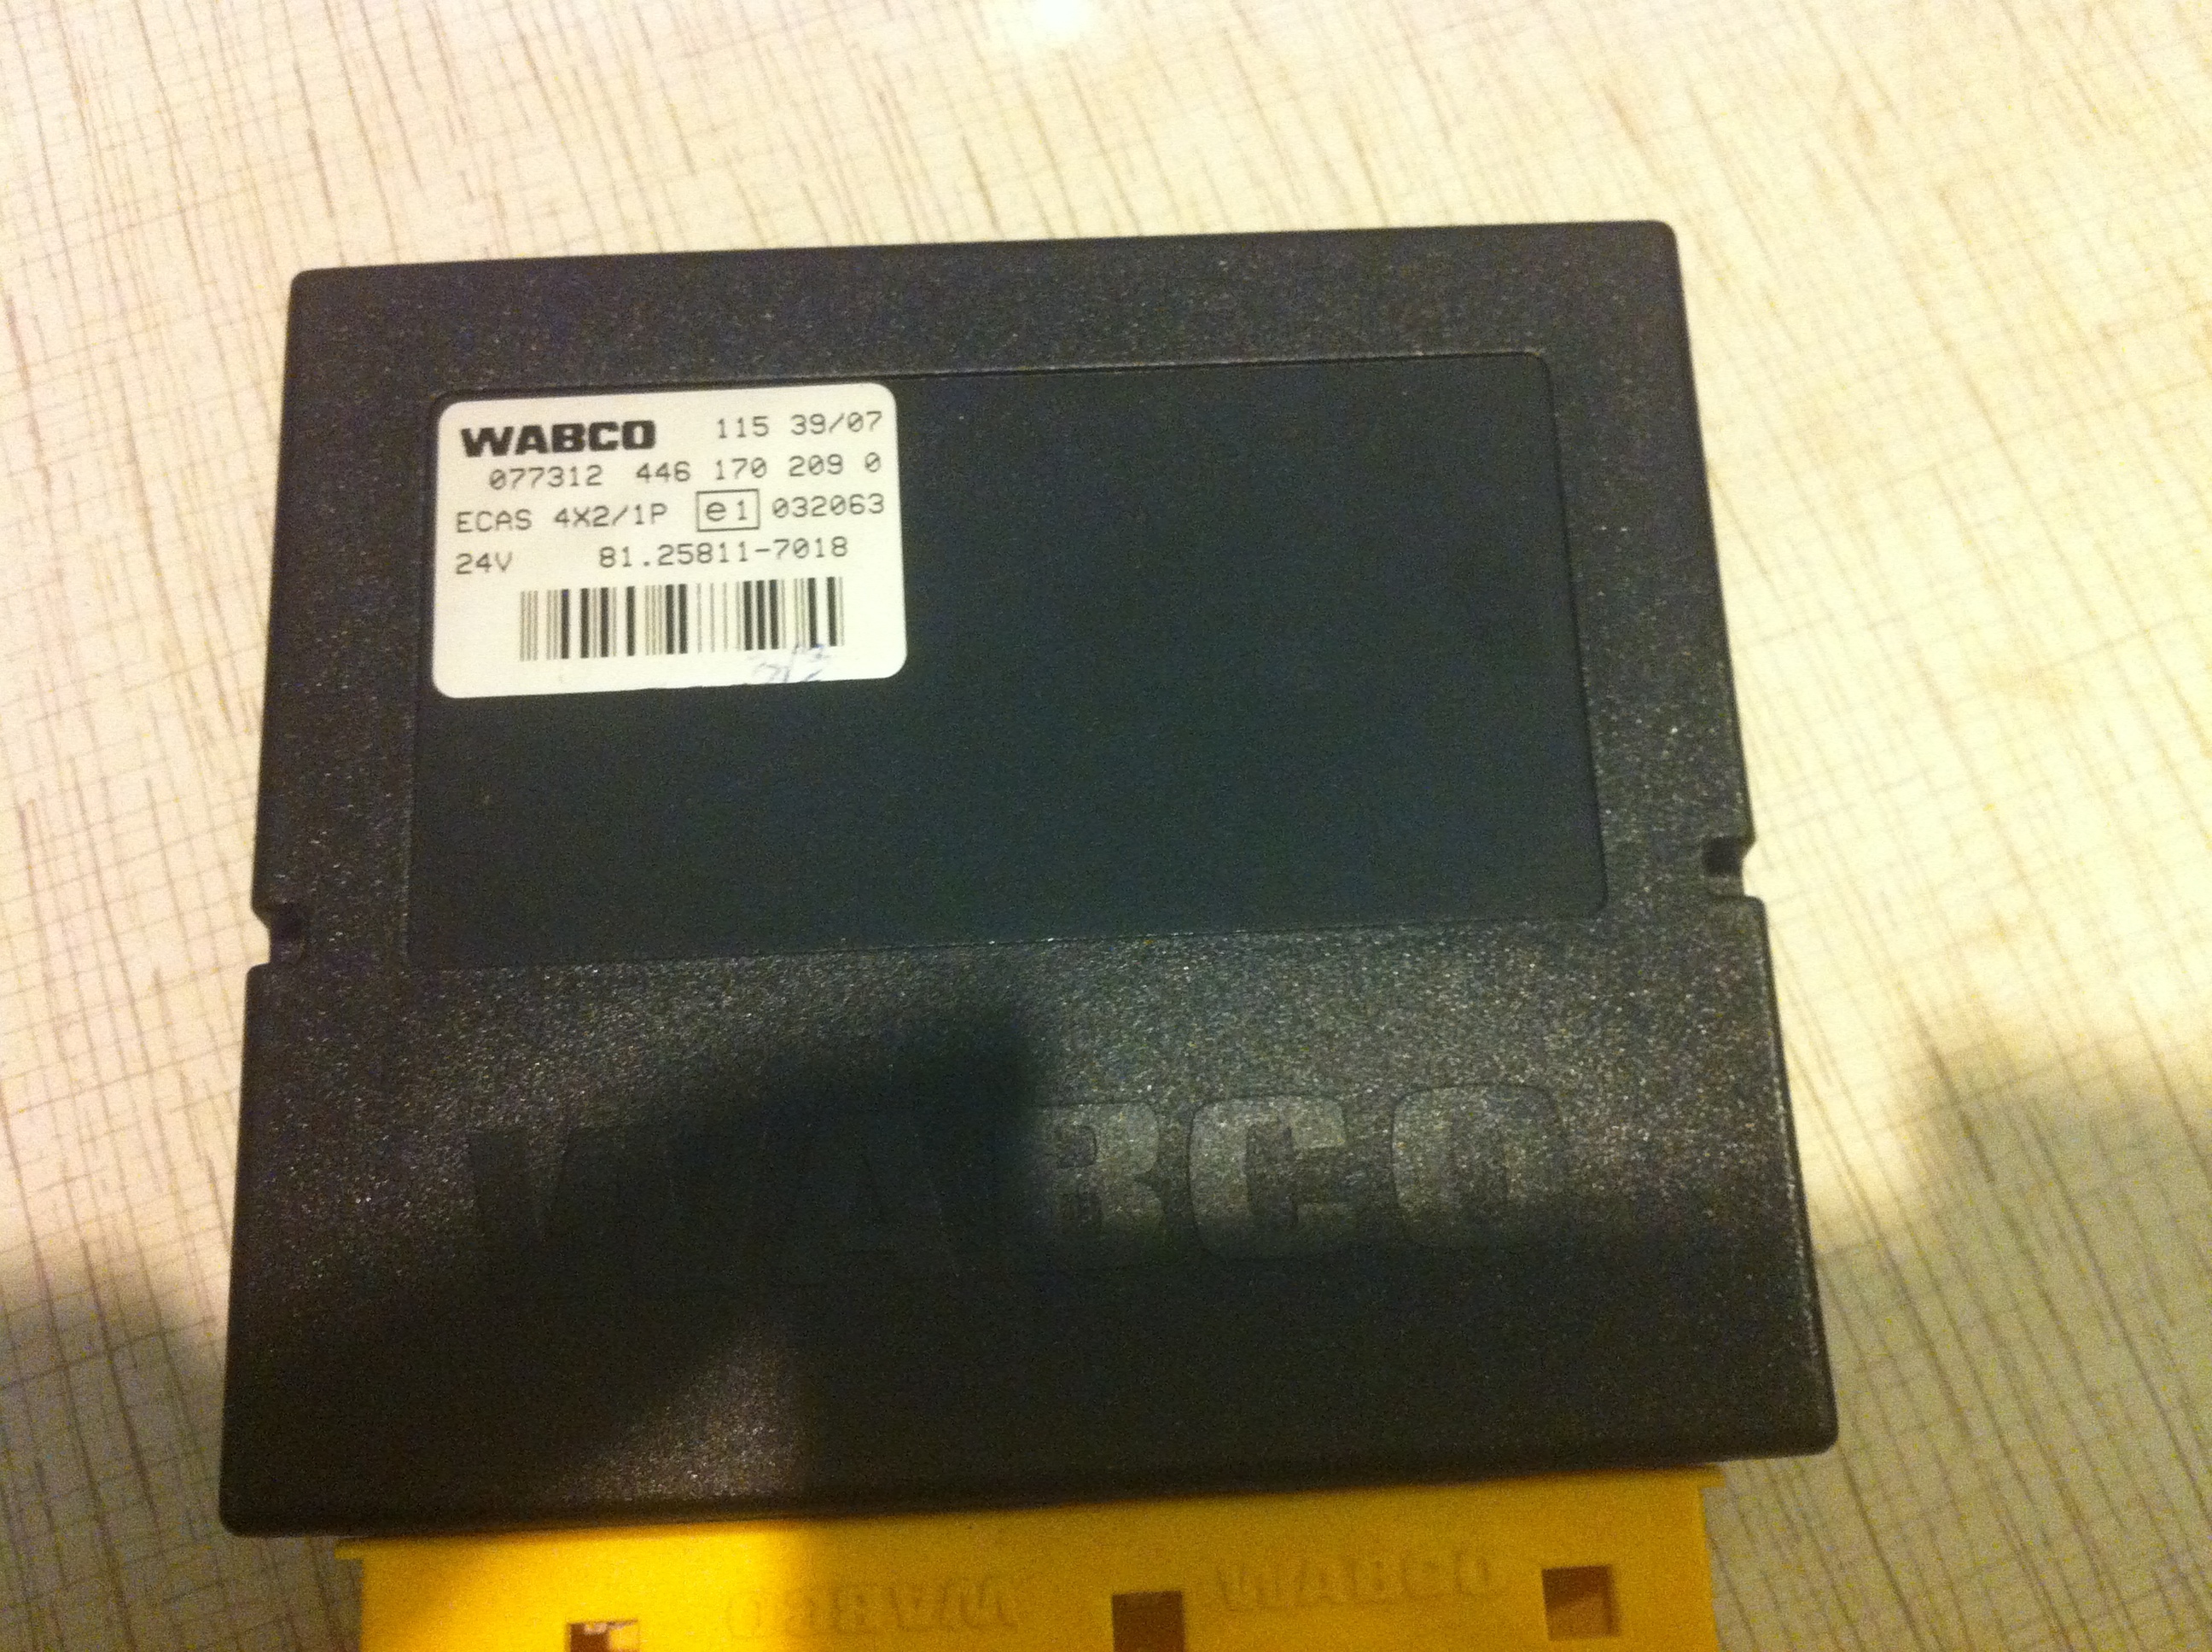 WABCO 115 39/07
077312 446 170 209 0
ECAS 4X2/1P e1 032063
24V 81.25811-7018
WABCO
WABCO WABCO